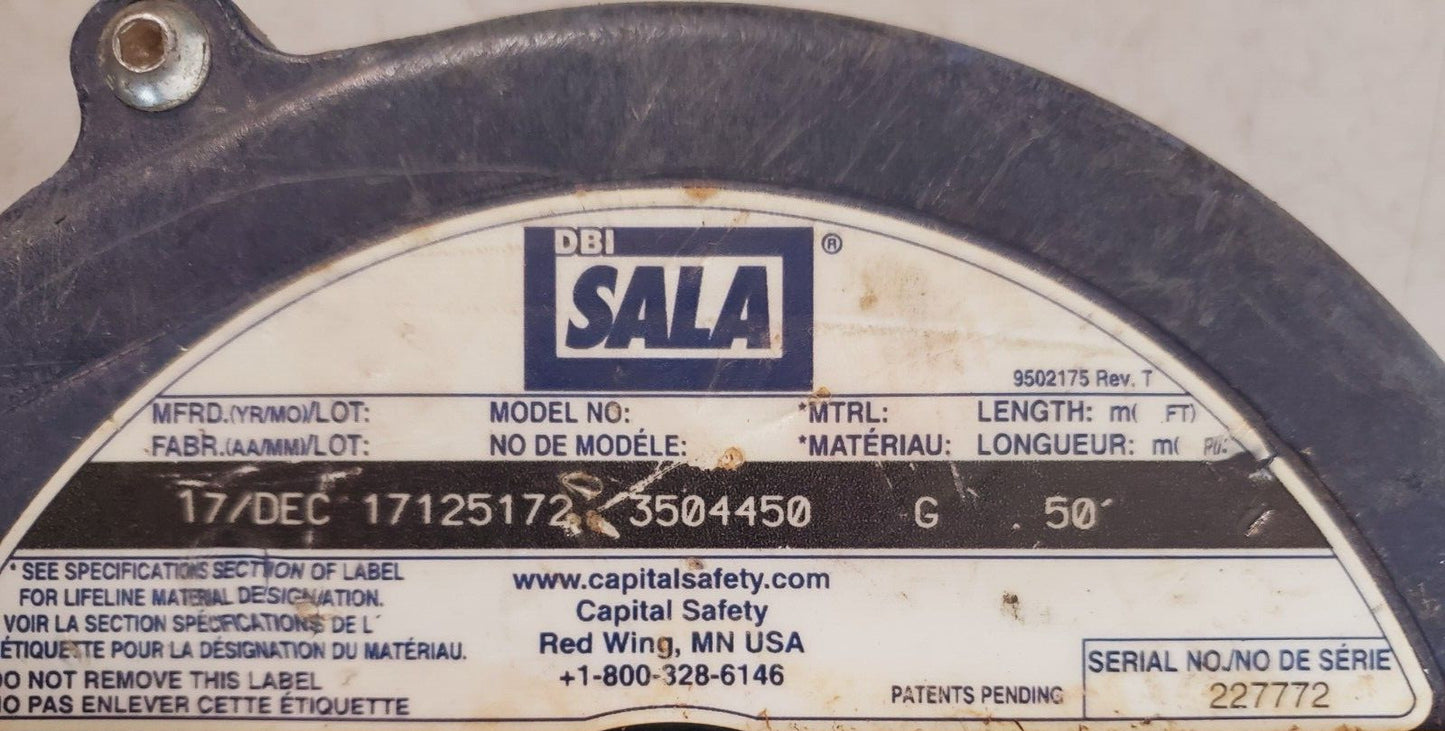 DBI
SALA ®
9502175 Rev. T
MFRD.(YR/MO)/LOT: MODEL NO: *MTRL: LENGTH: m( FT)
FABR.(AA/MM)/LOT: NO DE MODÉLE: *MATÉRIAU: LONGUEUR: m(
17/DEC 17125172 3504450 G 50'
* SEE SPECIFICATIONS SECTION OF LABEL
FOR LIFELINE MATERIAL DESIGNATION.
VOIR LA SECTION SPÉCIFICATIONS DE L'
ÉTIQUETTE POUR LA DÉSIGNATION DU MATÉRIAU.
DO NOT REMOVE THIS LABEL
PAS ENLEVER CETTE ÉTIQUETTE
www.capitalsafety.com
Capital Safety
Red Wing, MN USA
+1-800-328-6146
PATENTS PENDING
SERIAL NO./NO DE SÉRIE
227772